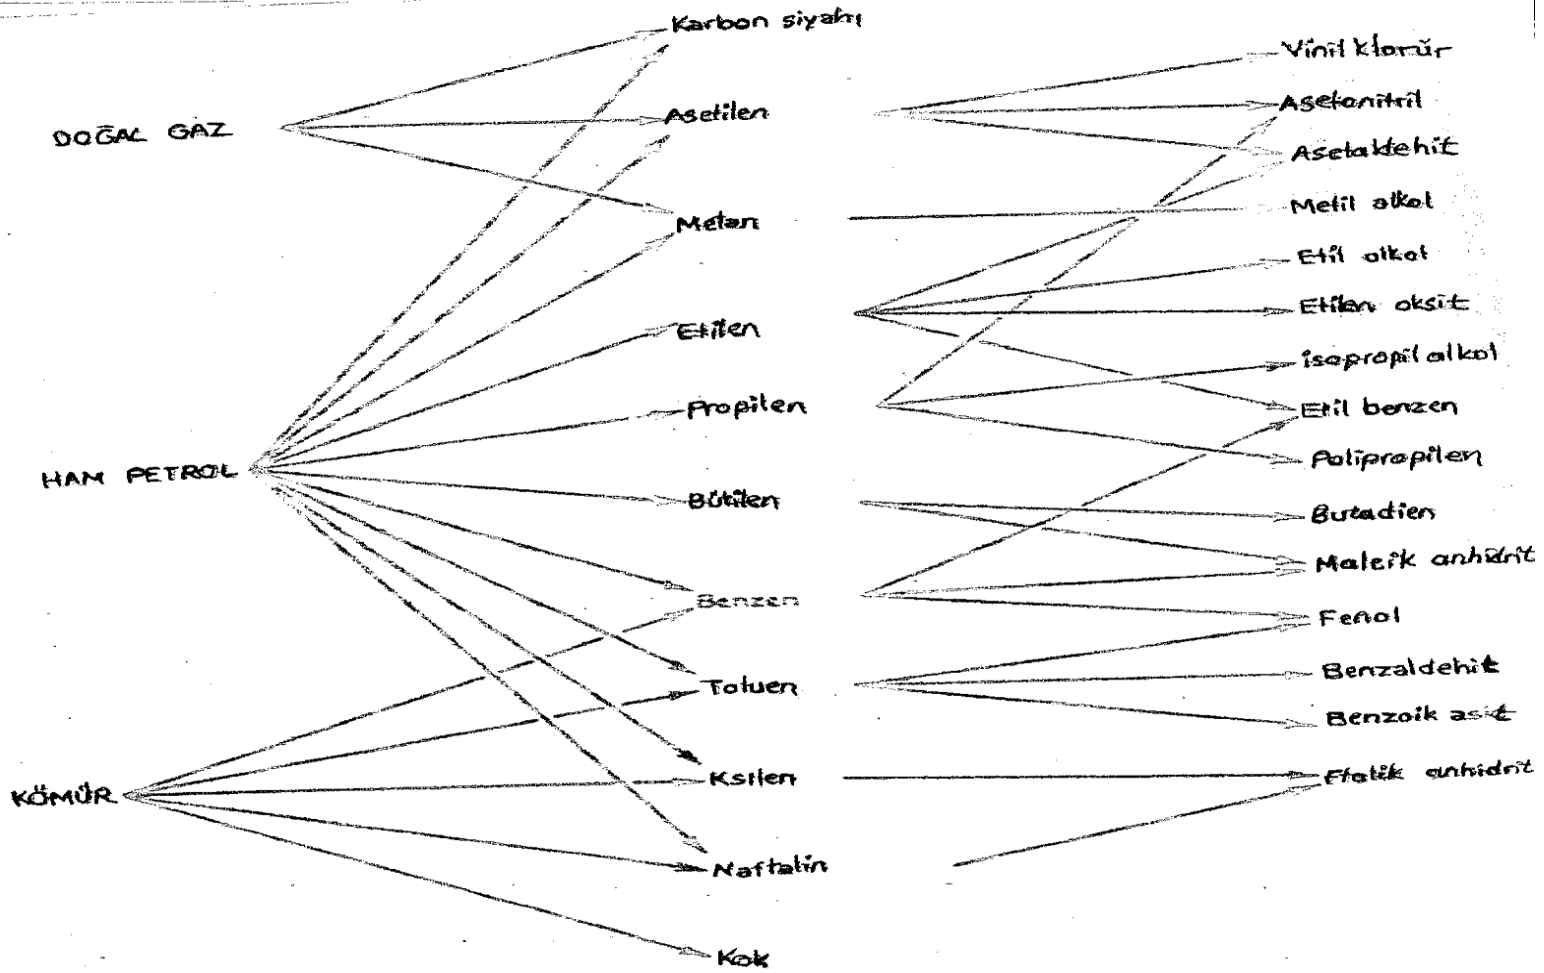 DOĞAL GAZ
HAM PETROL
KÖMÜR
Karbon siyahı
Asetilen
Metan
Etilen
Propilen
Bütilen
Benzen
Toluen
Ksilen
Naftalin
Kok
Vinil klorür
Asetonitril
Asetaldehit
Metil alkol
Etil alkol
Etilen oksit
isopropil alkol
Etil benzen
Polipropilen
Butadien
Maleik anhidrit
Fenol
Benzaldehit
Benzoik asit
Ftalik anhidrit